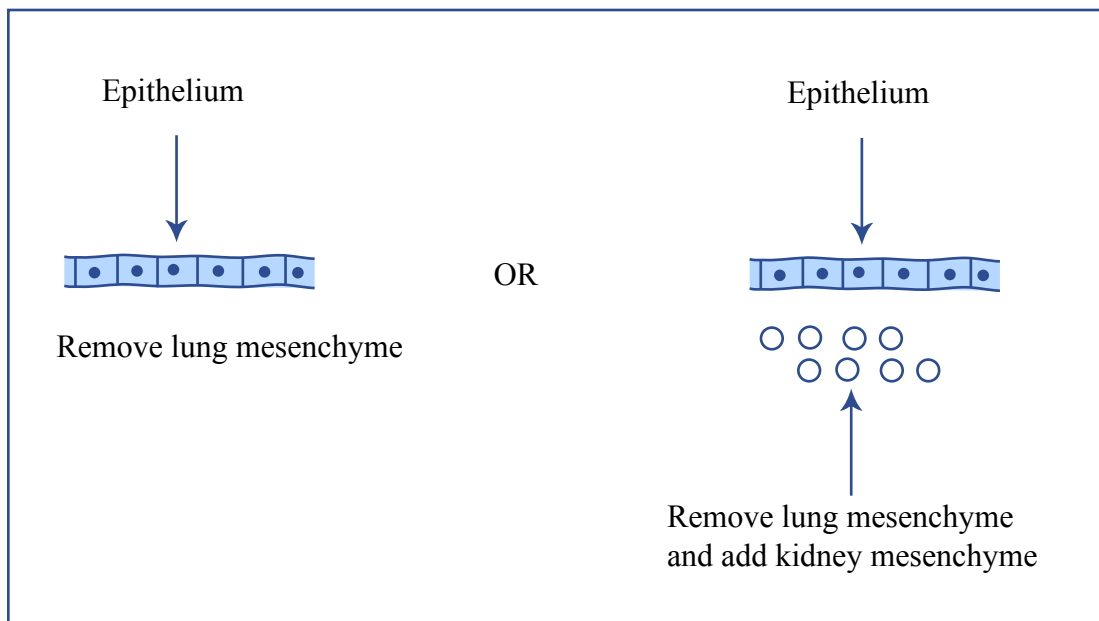 Epithelium
Epithelium
OR
Remove lung mesenchyme
Remove lung mesenchyme
and add kidney mesenchyme